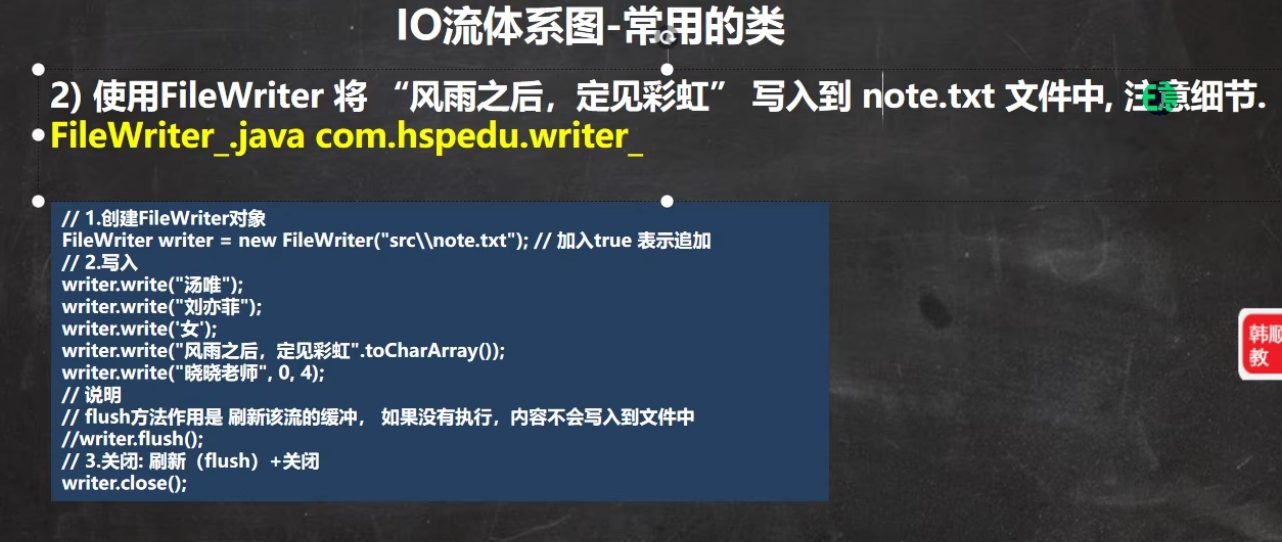 IO流体系图-常用的类
2) 使用FileWriter 将 “风雨之后，定见彩虹” 写入到 note.txt 文件中, 注意细节.
FileWriter_.java com.hspedu.writer_
// 1.创建FileWriter对象
FileWriter writer = new FileWriter("src\\note.txt"); // 加入true 表示追加
// 2.写入
writer.write("汤唯");
writer.write("刘亦菲");
writer.write('女');
writer.write("风雨之后，定见彩虹".toCharArray());
writer.write("晓晓老师", 0, 4);
// 说明
// flush方法作用是 刷新该流的缓冲， 如果没有执行，内容不会写入到文件中
//writer.flush();
// 3.关闭: 刷新（flush）+关闭
writer.close();
韩顺
教